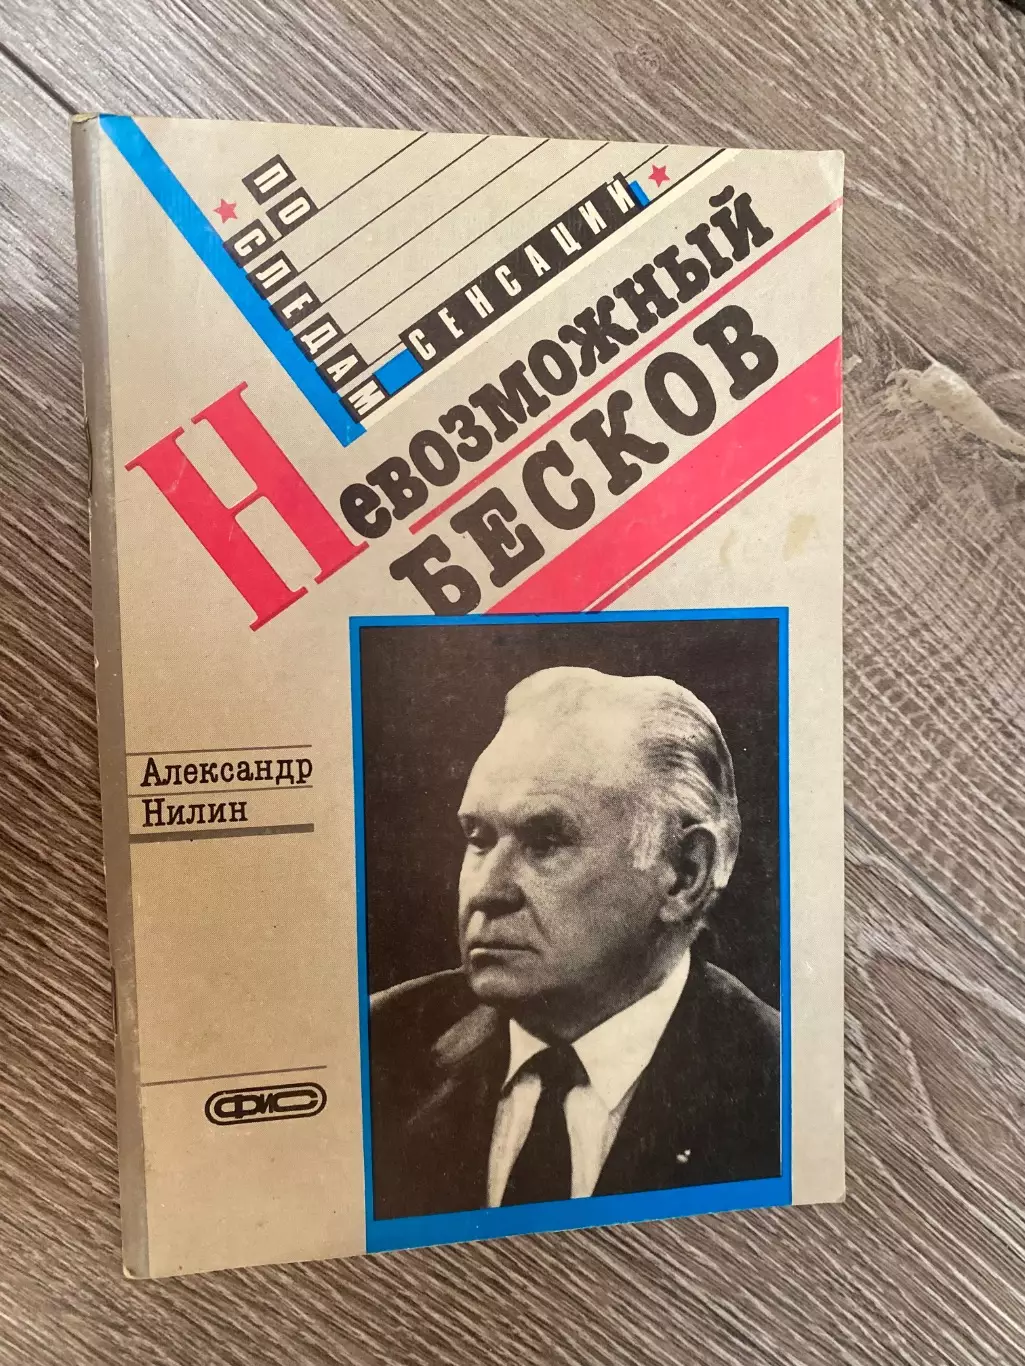 ПО
СЛЕДАМ
СЕНСАЦИЙ
Невозможный
БЕСКОВ
Александр
Нилин
ФиС